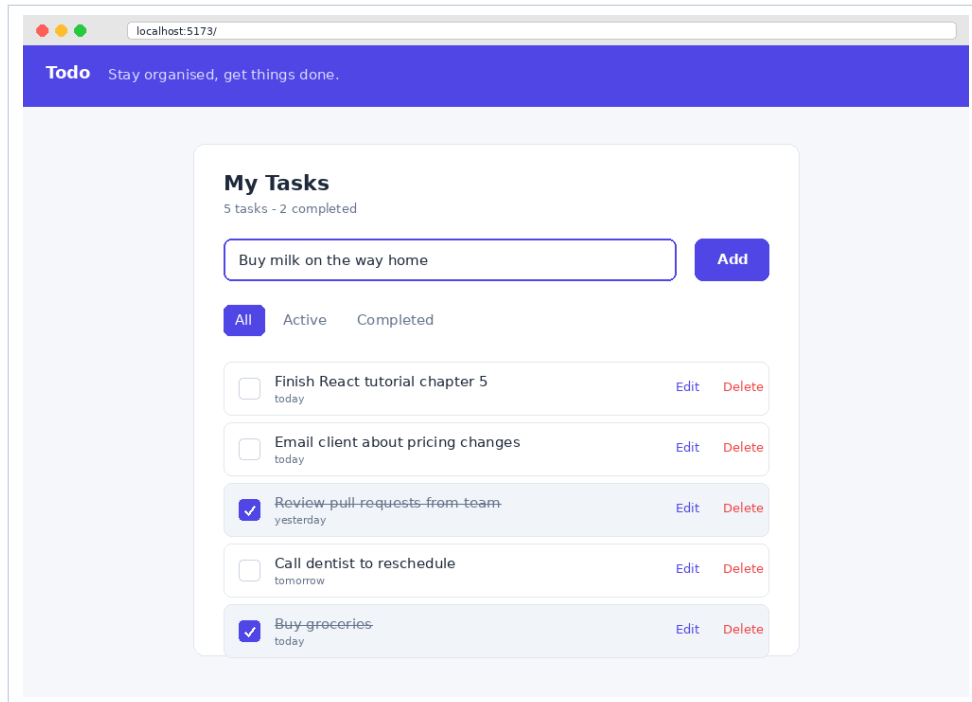 localhost:5173/
Todo Stay organised, get things done.
My Tasks
5 tasks - 2 completed
Buy milk on the way home Add
All Active Completed
Finish React tutorial chapter 5 Edit Delete
today
Email client about pricing changes Edit Delete
today
Review pull requests from team Edit Delete
yesterday
Call dentist to reschedule Edit Delete
tomorrow
Buy groceries Edit Delete
today